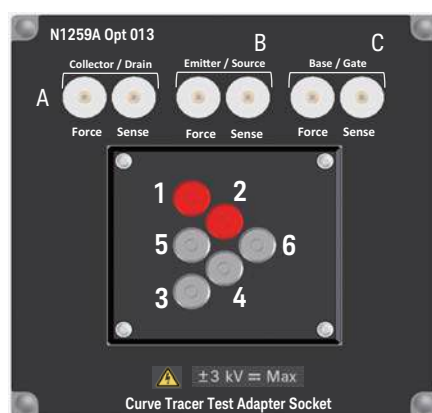 N1259A Opt 013
B
C
Collector / Drain
Emitter / Source
Base / Gate
A
Force Sense
Force Sense
Force Sense
1
2
5
6
3
4
±3 kV ⎓ Max
Curve Tracer Test Adapter Socket